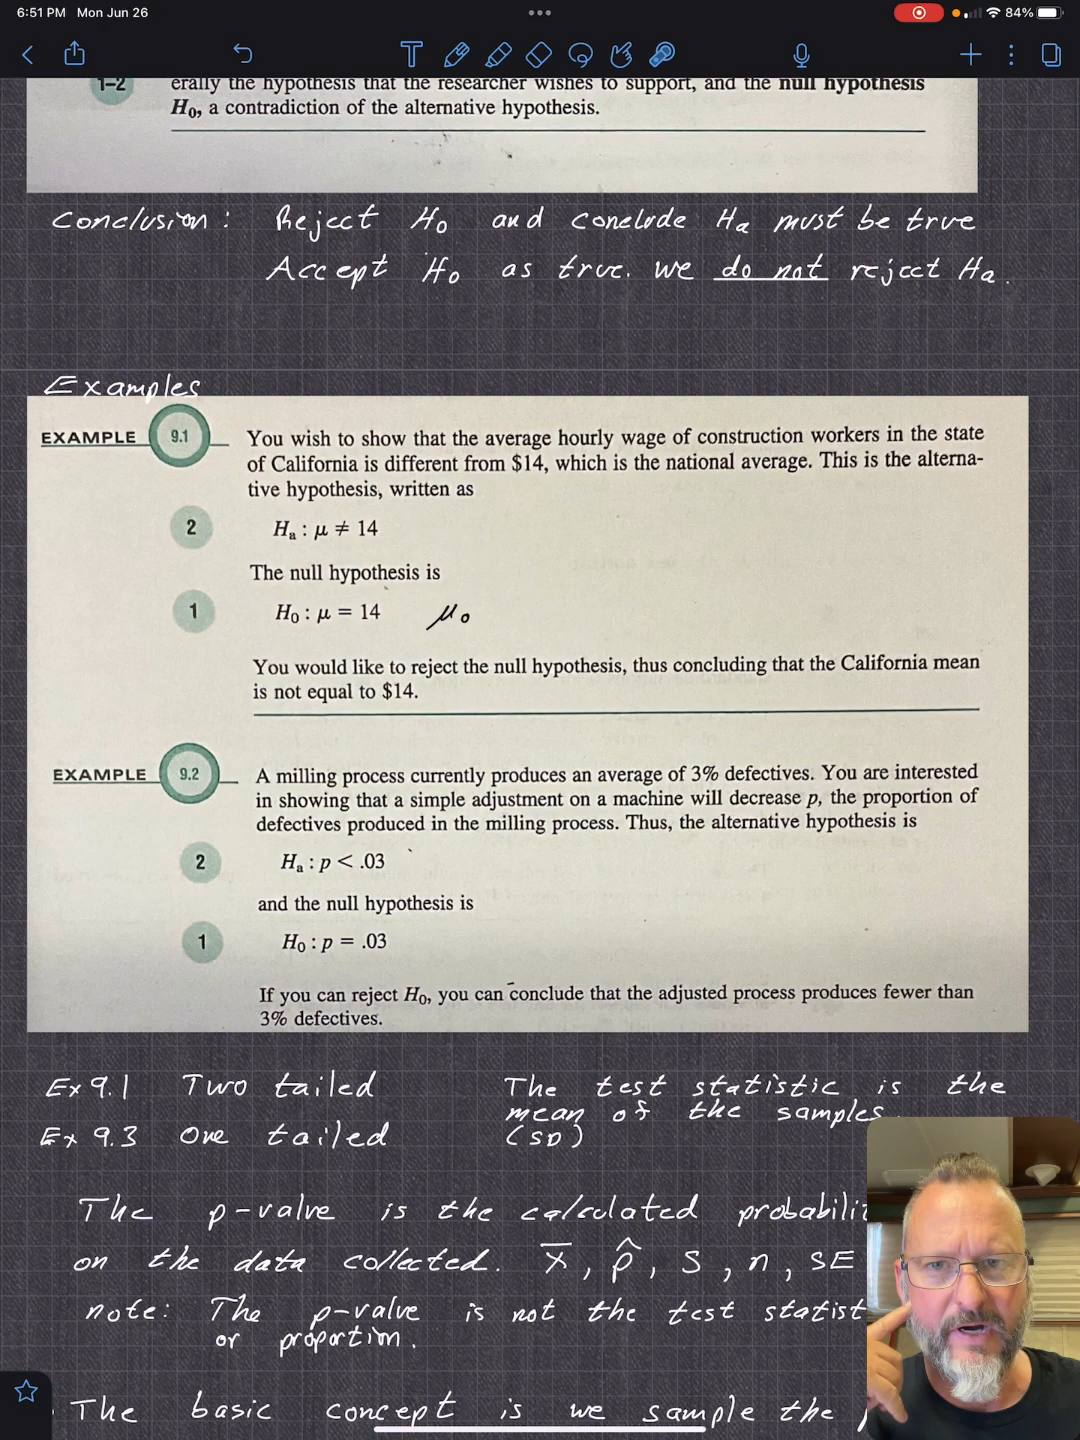 6:51 PM Mon Jun 26
84%
1-2
erally the hypothesis that the researcher wishes to support, and the null hypothesis
H₀, a contradiction of the alternative hypothesis.
Conclusion: Reject H₀ and conclude Hₐ must be true
Accept H₀ as true. We do not reject Hₐ.
Examples
EXAMPLE 9.1 You wish to show that the average hourly wage of construction workers in the state
of California is different from $14, which is the national average. This is the alterna-
tive hypothesis, written as
2 Hₐ : μ ≠ 14
The null hypothesis is
1 H₀ : μ = 14 μ₀
You would like to reject the null hypothesis, thus concluding that the California mean
is not equal to $14.
EXAMPLE 9.2 A milling process currently produces an average of 3% defectives. You are interested
in showing that a simple adjustment on a machine will decrease p, the proportion of
defectives produced in the milling process. Thus, the alternative hypothesis is
2 Hₐ : p < .03
and the null hypothesis is
1 H₀ : p = .03
If you can reject H₀, you can conclude that the adjusted process produces fewer than
3% defectives.
Ex 9.1 Two tailed
Ex 9.3 One tailed
The test statistic is the
mean of the samples.
(SD)
The p-value is the calculated probabili
on the data collected. x̅, p̂, S, n, SE
note: The p-value is not the test statist
or proportion.
The basic concept is we sample the